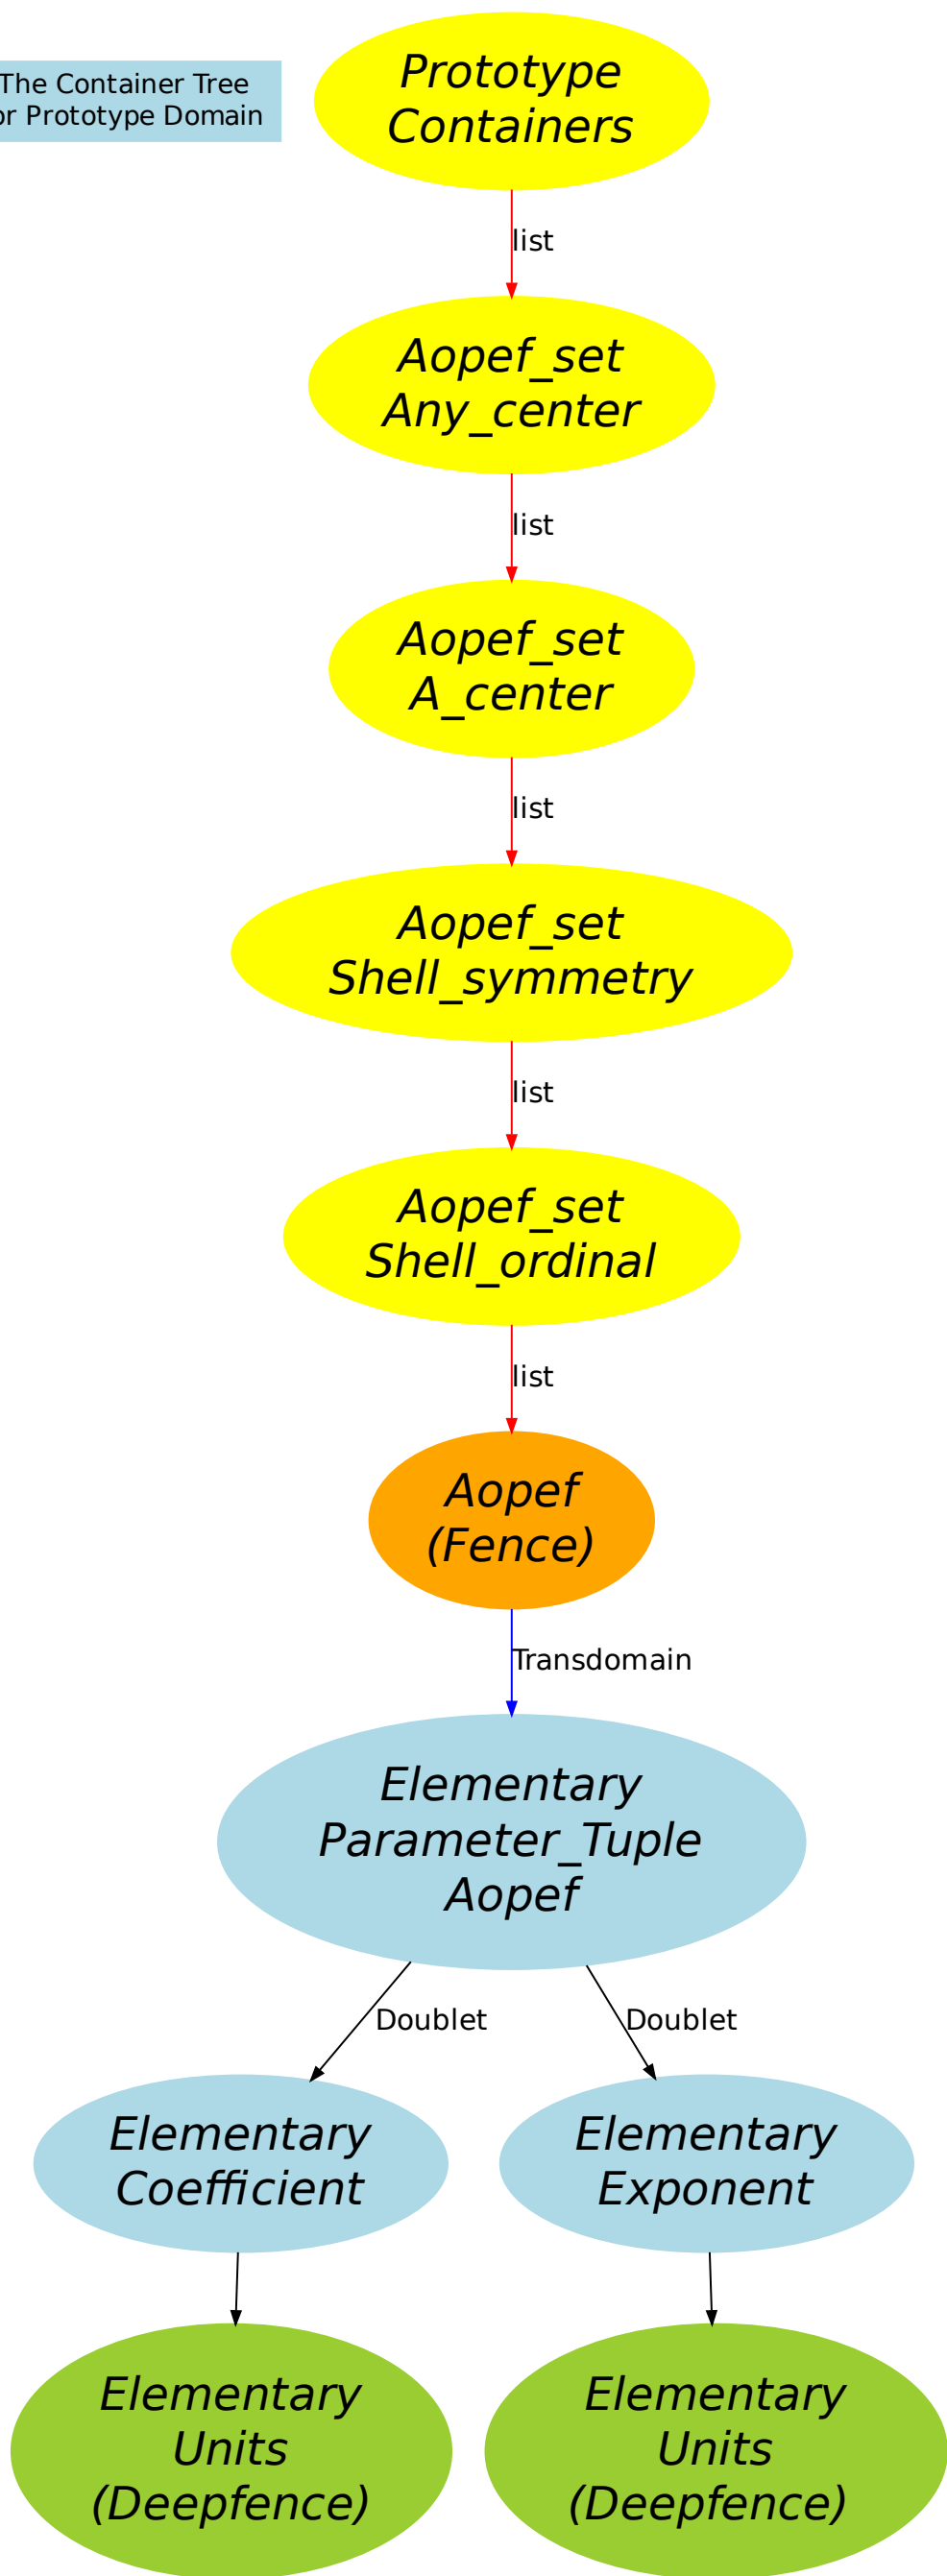 The Container Tree
or Prototype Domain
Prototype
Containers
list
Aopef_set
Any_center
list
Aopef_set
A_center
list
Aopef_set
Shell_symmetry
list
Aopef_set
Shell_ordinal
list
Aopef
(Fence)
Transdomain
Elementary
Parameter_Tuple
Aopef
Doublet
Doublet
Elementary
Coefficient
Elementary
Exponent
Elementary
Units
(Deepfence)
Elementary
Units
(Deepfence)